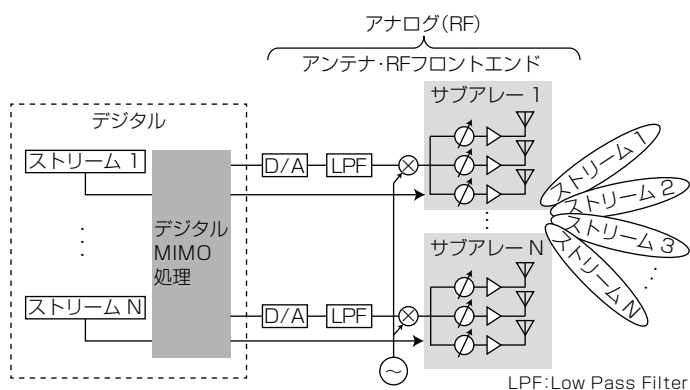 アナログ(RF)
アンテナ・RFフロントエンド
デジタル
サブアレー 1
ストリーム 1
D/A
LPF
デジタル
MIMO
処理
ストリーム 1
ストリーム 2
ストリーム 3
ストリーム N
サブアレー N
ストリーム N
D/A
LPF
LPF:Low Pass Filter